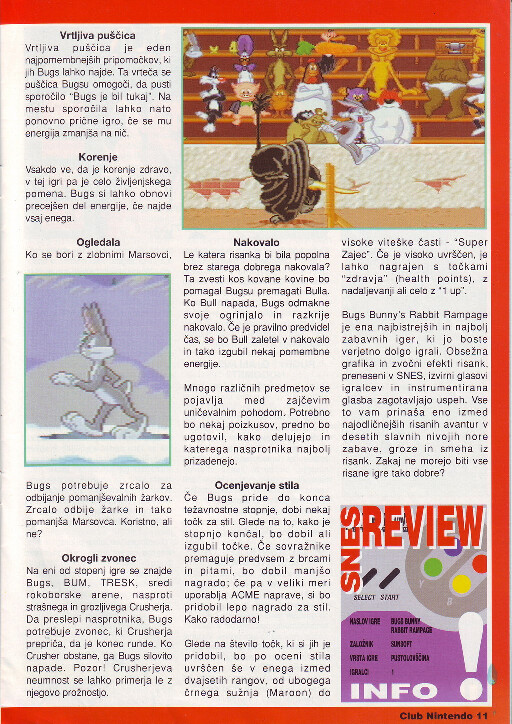 Vrtljiva puščica
Vrtljiva puščica je eden
najpomembnejših pripomočkov, ki
jih Bugs lahko najde. Ta vrteča se
puščica Bugsu omogoči, da pusti
sporočilo "Bugs je bil tukaj". Na
mestu sporočila lahko nato
ponovno prične igro, če se mu
energija zmanjša na nič.
Korenje
Vsakdo ve, da je korenje zdravo,
v tej igri pa je celo življenjskega
pomena. Bugs si lahko obnovi
precejšen del energije, če najde
vsaj enega.
Ogledala
Ko se bori z zlobnimi Marsovci,
Bugs potrebuje zrcalo za
odbijanje pomanjševalnih žarkov.
Zrcalo odbije žarke in tako
pomanjša Marsovca. Koristno, ali
ne?
Okrogli zvonec
Na eni od stopenj igre se znajde
Bugs, BUM, TRESK, sredi
rokoborske arene, nasproti
strašnega in grozljivega Crusherja.
Da preslepi nasprotnika, Bugs
potrebuje zvonec, ki Crusherja
prepriča, da je konec runde. Ko
Crusher obstane, ga Bugs silovito
napade. Pozor! Crusherjeva
neumnost se lahko primerja le z
njegovo prožnostjo.
Nakovalo
Le katera risanka bi bila popolna
brez starega dobrega nakovala?
Ta zvesti kos kovane kovine bo
pomagal Bugsu premagati Bulla.
Ko Bull napada, Bugs odmakne
svoje ogrinjalo in razkrije
nakovalo. Če je pravilno predvidel
čas, se bo Bull zaletel v nakovalo
in tako izgubil nekaj pomembne
energije.
Mnogo različnih predmetov se
pojavlja med zajčevim
uničevalnim pohodom. Potrebno
bo nekaj poizkusov, predno bo
ugotovil, kako delujejo in
katerega nasprotnika najbolj
prizadenejo.
Ocenjevanje stila
Če Bugs pride do konca
težavnostne stopnje, dobi nekaj
točk za stil. Glede na to, kako je
stopnjo končal, bo dobil ali
izgubil točke. Če sovražnike
premaguje predvsem z brcami
in pitami, bo dobil manjšo
nagrado; če pa v veliki meri
uporablja ACME naprave, si bo
pridobil lepo nagrado za stil.
Kako radodarno!
Glede na število točk, ki si jih je
pridobil, bo po oceni stila
uvrščen še v enega izmed
dvajsetih rangov, od ubogega
črnega sužnja (Maroon) do
visoke viteške časti - "Super
Zajec". Če je visoko uvrščen, je
lahko nagrajen s točkami
"zdravja" (health points), z
nadaljevanji ali celo z "1 up".
Bugs Bunny's Rabbit Rampage
je ena najbistrejših in najbolj
zabavnih iger, ki jo boste
verjetno dolgo igrali. Obsežna
grafika in zvočni efekti risank,
preneseni v SNES, izvirni glasovi
igralcev in instrumentirana
glasba zagotavljajo uspeh. Vse
to vam prinaša eno izmed
najodličnejših risanih avantur v
desetih slavnih nivojih nore
zabave, groze in smeha iz
risank. Zakaj ne morejo biti vse
risane igre tako dobre?
SNES
REVIEW
SELECT START
Y
B
NASLOV IGRE BUGS BUNNY
RABBIT RAMPAGE
ZALOŽNIK SUNSOFT
VRSTA IGRE PUSTOLOVŠČINA
IGRALCI 1
INFO !
Club Nintendo 11